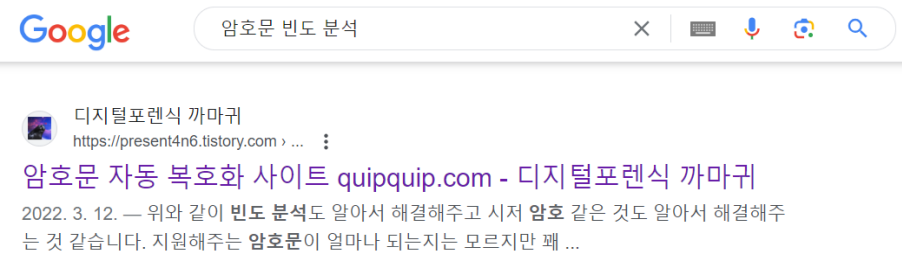 Google
암호문 빈도 분석
디지털포렌식 까마귀
https://present4n6.tistory.com › ...
암호문 자동 복호화 사이트 quipquip.com - 디지털포렌식 까마귀
2022. 3. 12. — 위와 같이 빈도 분석도 알아서 해결해주고 시저 암호 같은 것도 알아서 해결해주
는 것 같습니다. 지원해주는 암호문이 얼마나 되는지는 모르지만 꽤 ...